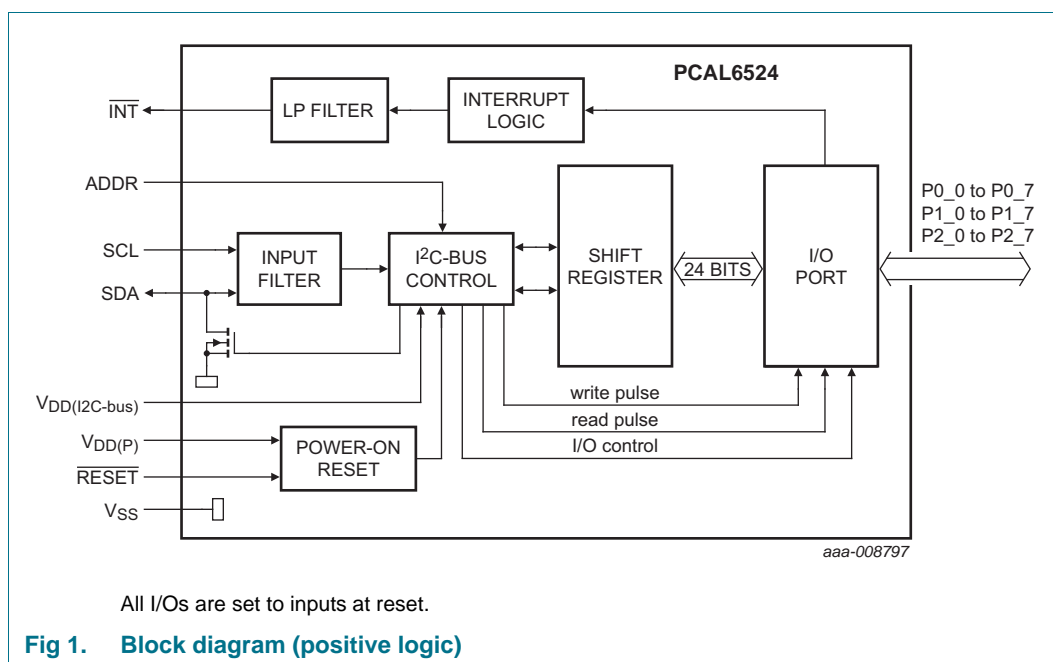 PCAL6524
INT
LP FILTER
INTERRUPT
LOGIC
ADDR
SCL
SDA
INPUT
FILTER
I2C-BUS
CONTROL
SHIFT
REGISTER
24 BITS
I/O
PORT
P0_0 to P0_7
P1_0 to P1_7
P2_0 to P2_7
write pulse
read pulse
I/O control
VDD(I2C-bus)
VDD(P)
RESET
VSS
POWER-ON
RESET
aaa-008797
All I/Os are set to inputs at reset.
Fig 1. Block diagram (positive logic)